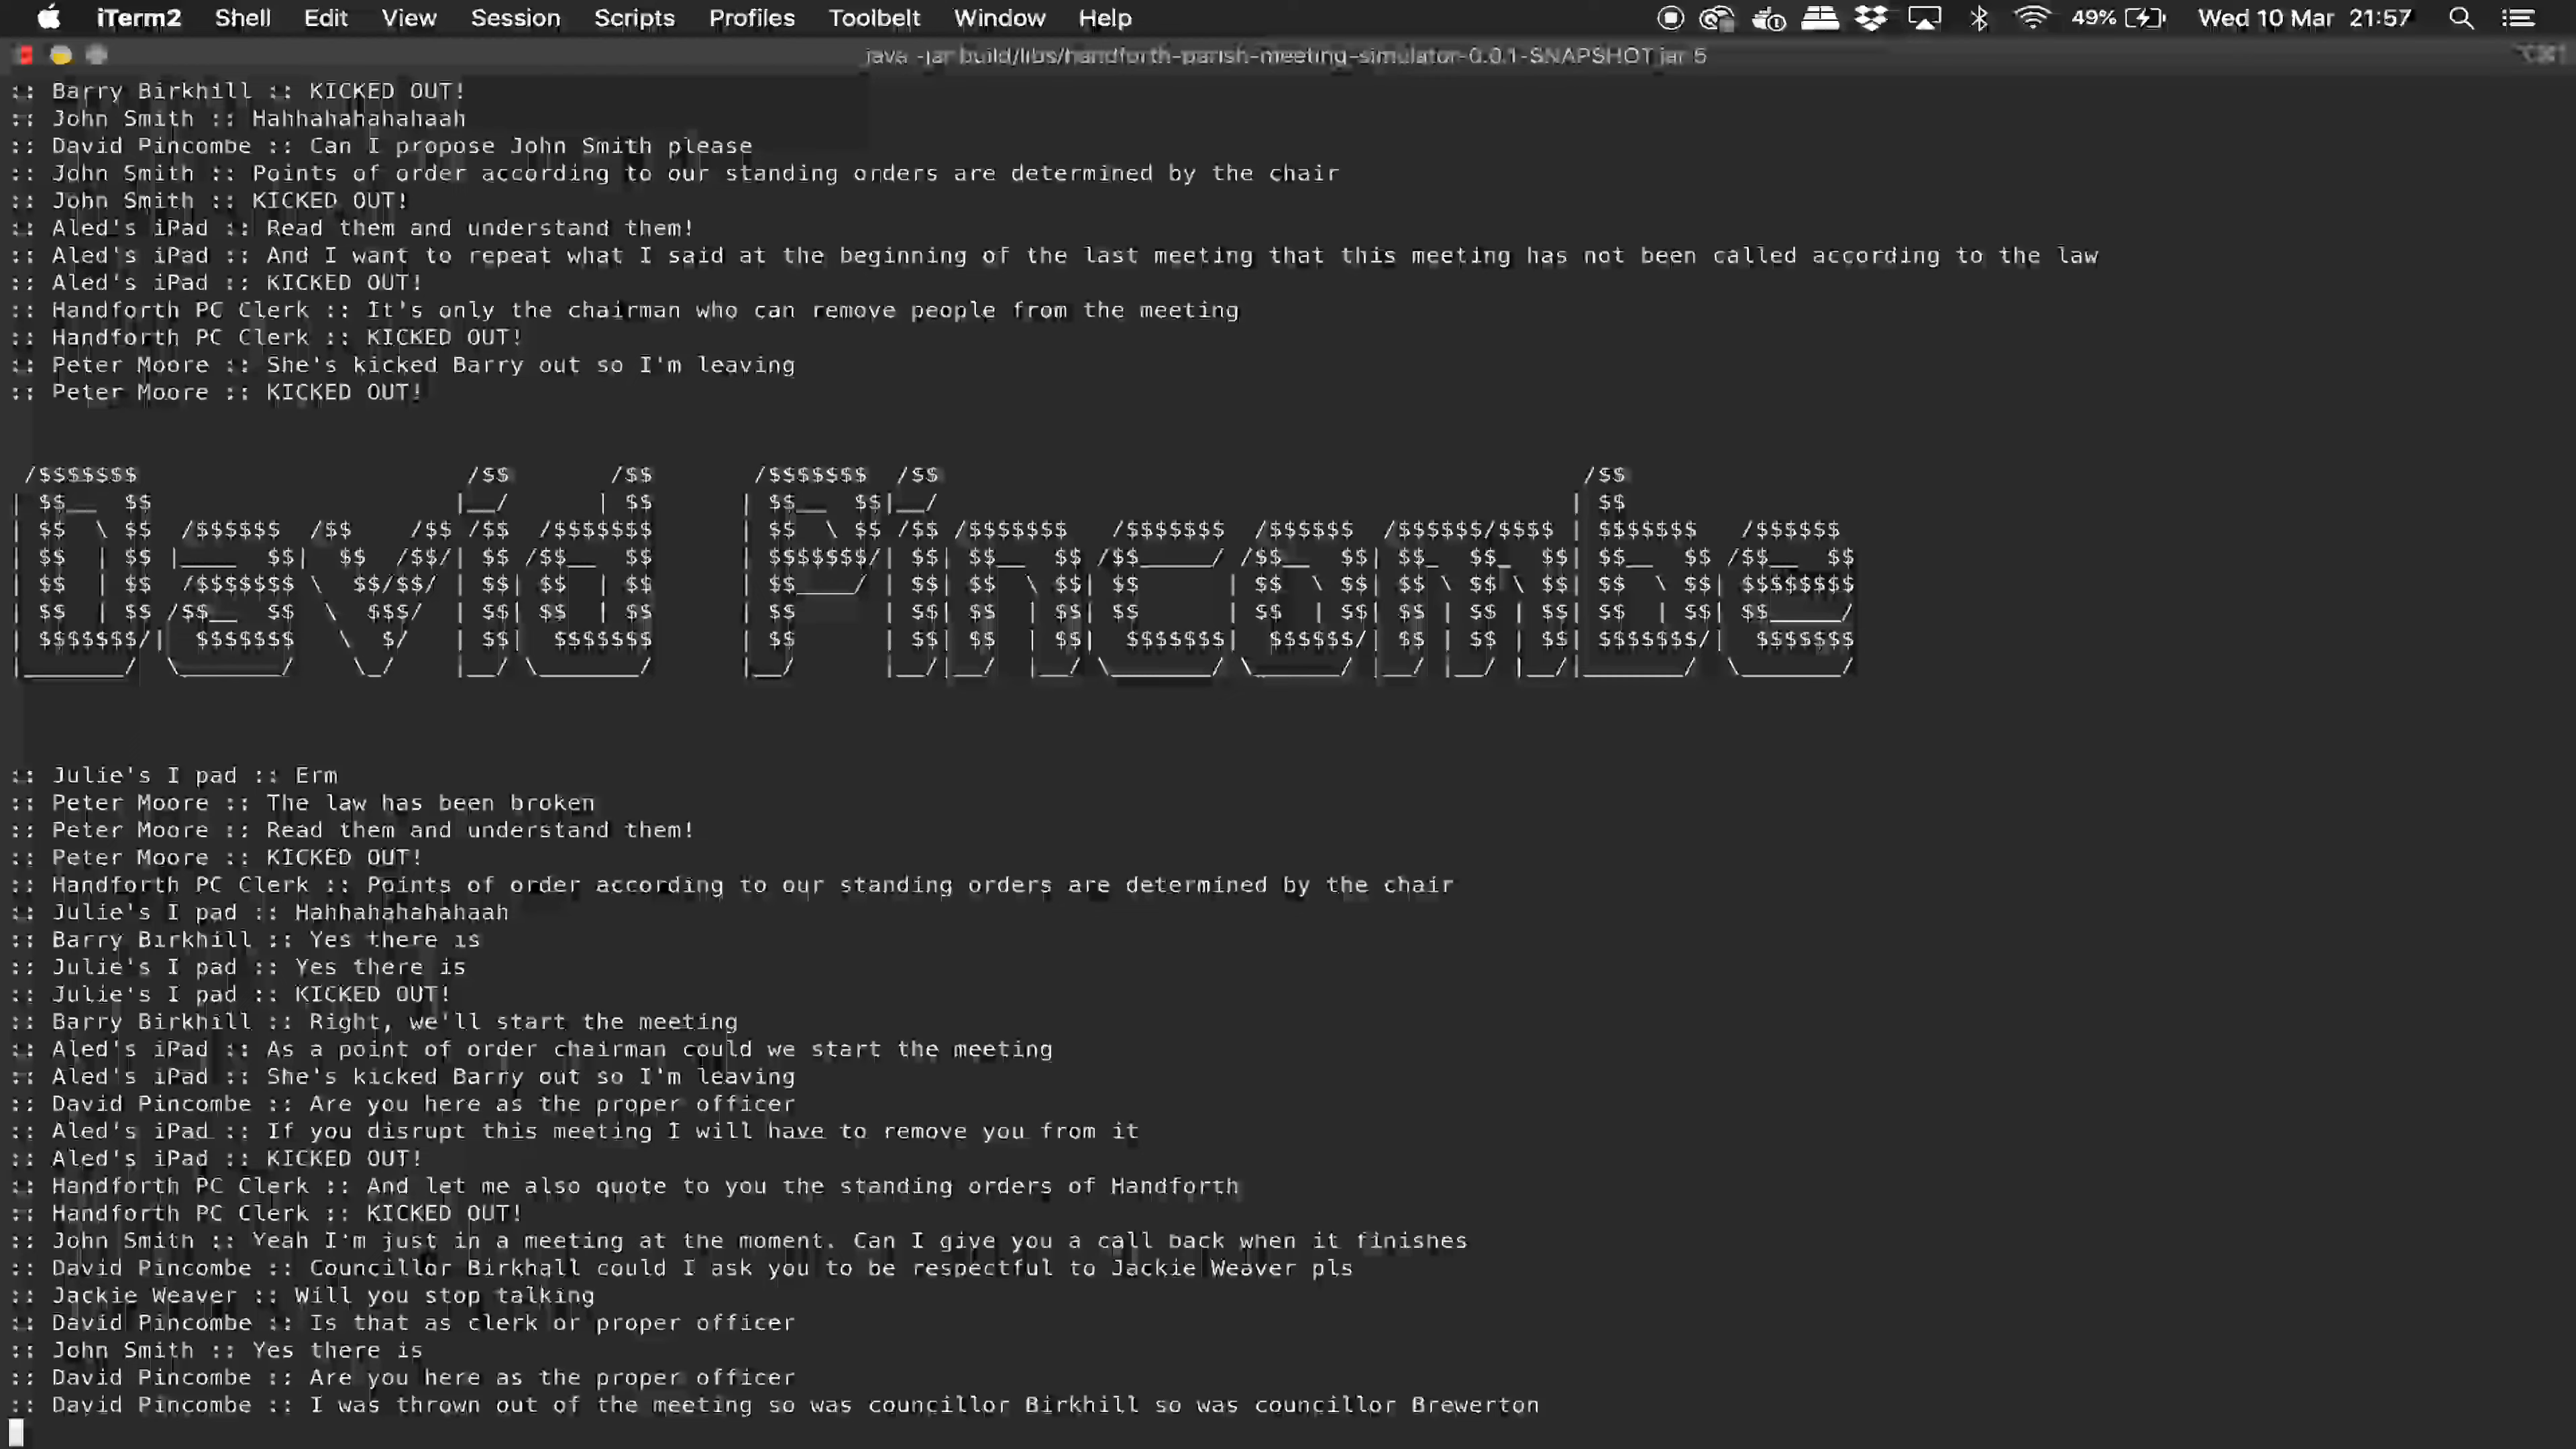 iTerm2 Shell Edit View Session Scripts Profiles Toolbelt Window Help 49% Wed 10 Mar 21:57
java -jar build/libs/handforth-parish-meeting-simulator-0.0.1-SNAPSHOT.jar 5
:: Barry Birkhill :: KICKED OUT!
:: John Smith :: Hahhahahahahaah
:: David Pincombe :: Can I propose John Smith please
:: John Smith :: Points of order according to our standing orders are determined by the chair
:: John Smith :: KICKED OUT!
:: Aled's iPad :: Read them and understand them!
:: Aled's iPad :: And I want to repeat what I said at the beginning of the last meeting that this meeting has not been called according to the law
:: Aled's iPad :: KICKED OUT!
:: Handforth PC Clerk :: It's only the chairman who can remove people from the meeting
:: Handforth PC Clerk :: KICKED OUT!
:: Peter Moore :: She's kicked Barry out so I'm leaving
:: Peter Moore :: KICKED OUT!
David Pincombe
:: Julie's I pad :: Erm
:: Peter Moore :: The law has been broken
:: Peter Moore :: Read them and understand them!
:: Peter Moore :: KICKED OUT!
:: Handforth PC Clerk :: Points of order according to our standing orders are determined by the chair
:: Julie's I pad :: Hahhahahahahaah
:: Barry Birkhill :: Yes there is
:: Julie's I pad :: Yes there is
:: Julie's I pad :: KICKED OUT!
:: Barry Birkhill :: Right, we'll start the meeting
:: Aled's iPad :: As a point of order chairman could we start the meeting
:: Aled's iPad :: She's kicked Barry out so I'm leaving
:: David Pincombe :: Are you here as the proper officer
:: Aled's iPad :: If you disrupt this meeting I will have to remove you from it
:: Aled's iPad :: KICKED OUT!
:: Handforth PC Clerk :: And let me also quote to you the standing orders of Handforth
:: Handforth PC Clerk :: KICKED OUT!
:: John Smith :: Yeah I'm just in a meeting at the moment. Can I give you a call back when it finishes
:: David Pincombe :: Councillor Birkhall could I ask you to be respectful to Jackie Weaver pls
:: Jackie Weaver :: Will you stop talking
:: David Pincombe :: Is that as clerk or proper officer
:: John Smith :: Yes there is
:: David Pincombe :: Are you here as the proper officer
:: David Pincombe :: I was thrown out of the meeting so was councillor Birkhill so was councillor Brewerton